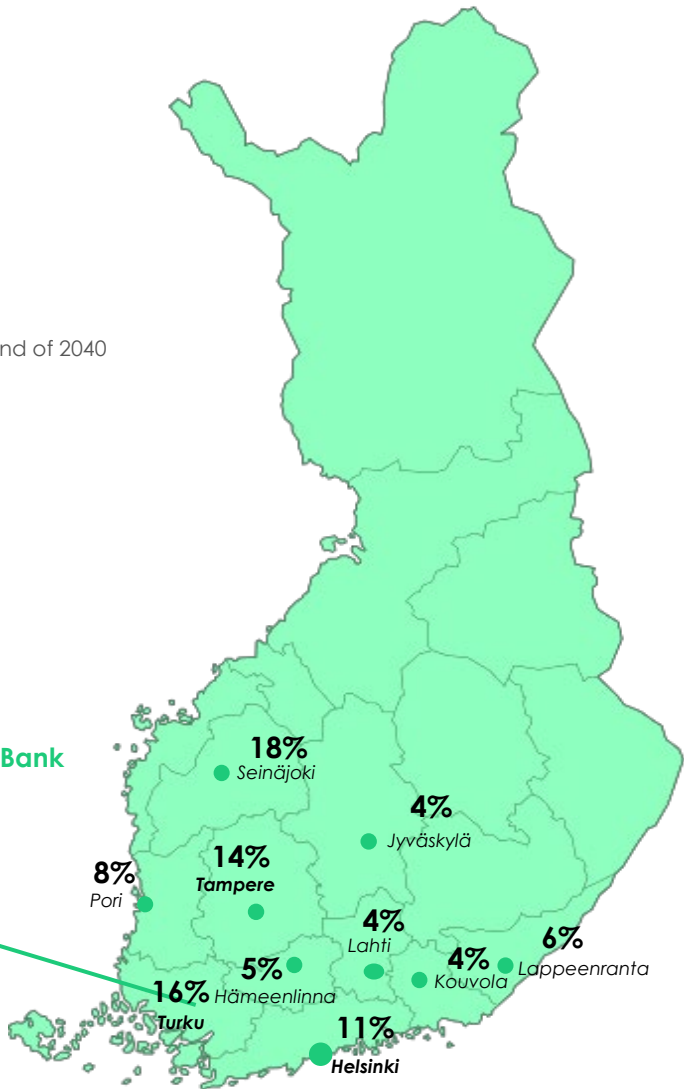 nd of 2040
Bank
18%
Seinäjoki
4%
Jyväskylä
14%
Tampere
8%
Pori
4%
Lahti
6%
Lappeenranta
4%
Kouvola
5%
Hämeenlinna
16%
Turku
11%
Helsinki